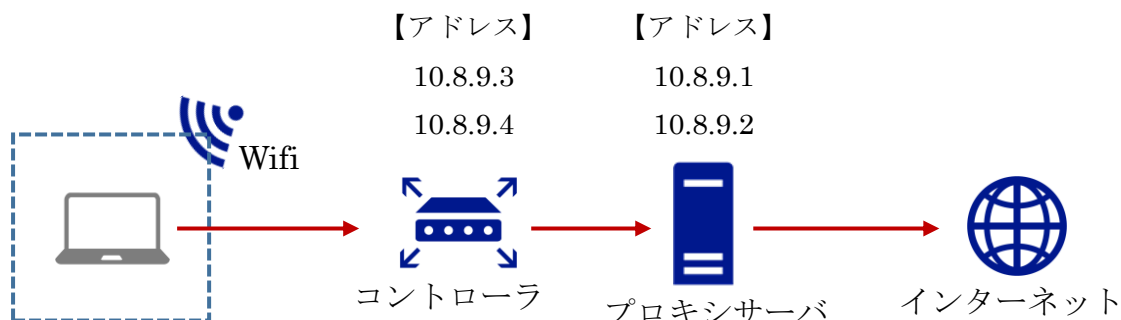 【アドレス】 【アドレス】
10.8.9.3 10.8.9.1
10.8.9.4 10.8.9.2
Wifi
コントローラ
プロキシサーバ
インターネット